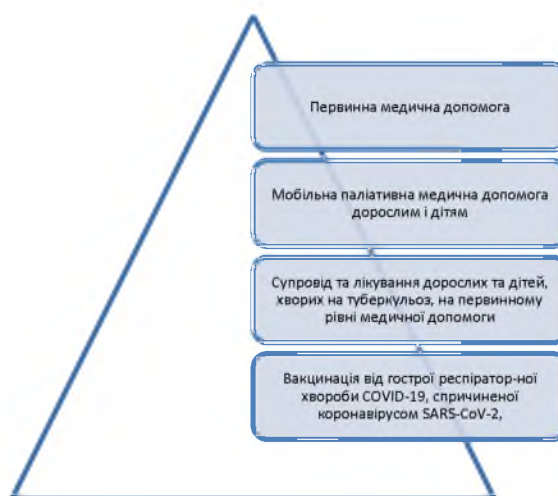 Первинна медична допомога
Мобільна паліативна медична допомога
дорослим і дітям
Супровід та лікування дорослих та дітей,
хворих на туберкульоз, на первинному
рівні медичної допомоги
Вакцинація від гострої респіратор-ної
хвороби COVID-19, спричиненої
коронавірусом SARS-CoV-2,